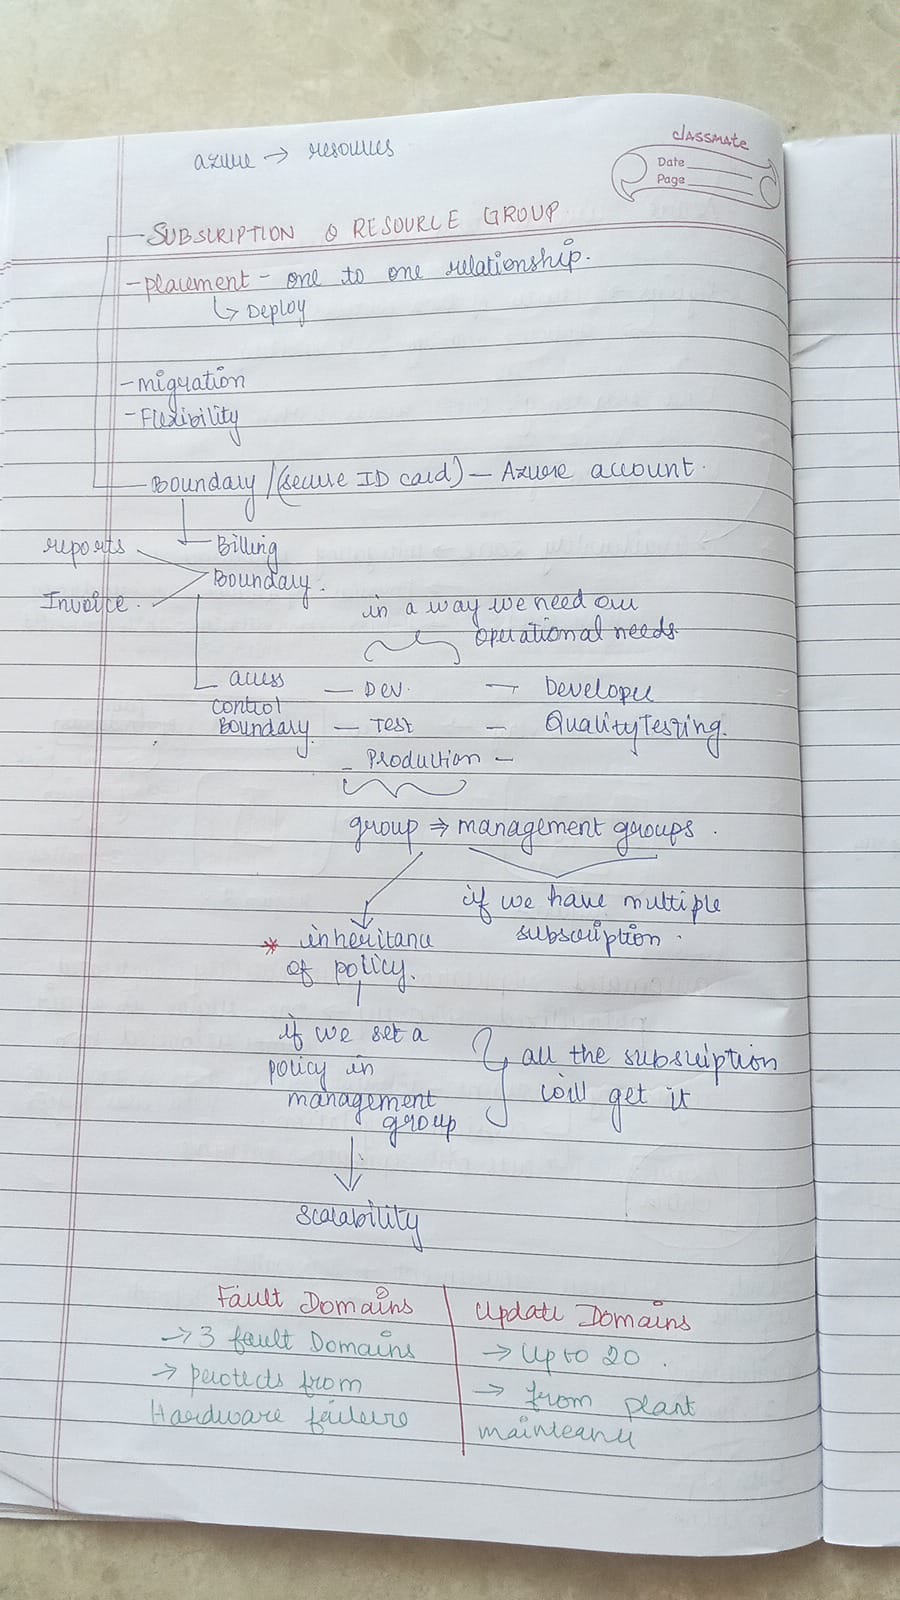 classmate
Date
Page
azure → resources
- SUBSCRIPTION & RESOURCE GROUP
- placement - one to one relationship.
↳ Deploy
- migration
- Flexibility
Boundary / (secure ID card) - Azure account.
reports
- Billing
Boundary.
Invoice.
in a way we need our
operational needs.
access
control
Boundary.
- Dev. - Developer
- Test - Quality Testing.
- Production -
group ⇒ management groups.
if we have multiple
subscription.
* inheritance
of policy.
if we set a
policy in
management
group
all the subscription
will get it
scalability
Fault Domains
→ 3 fault Domains
→ protects from
Hardware failure
Update Domains
→ Up to 20.
→ from plant
mainteanu